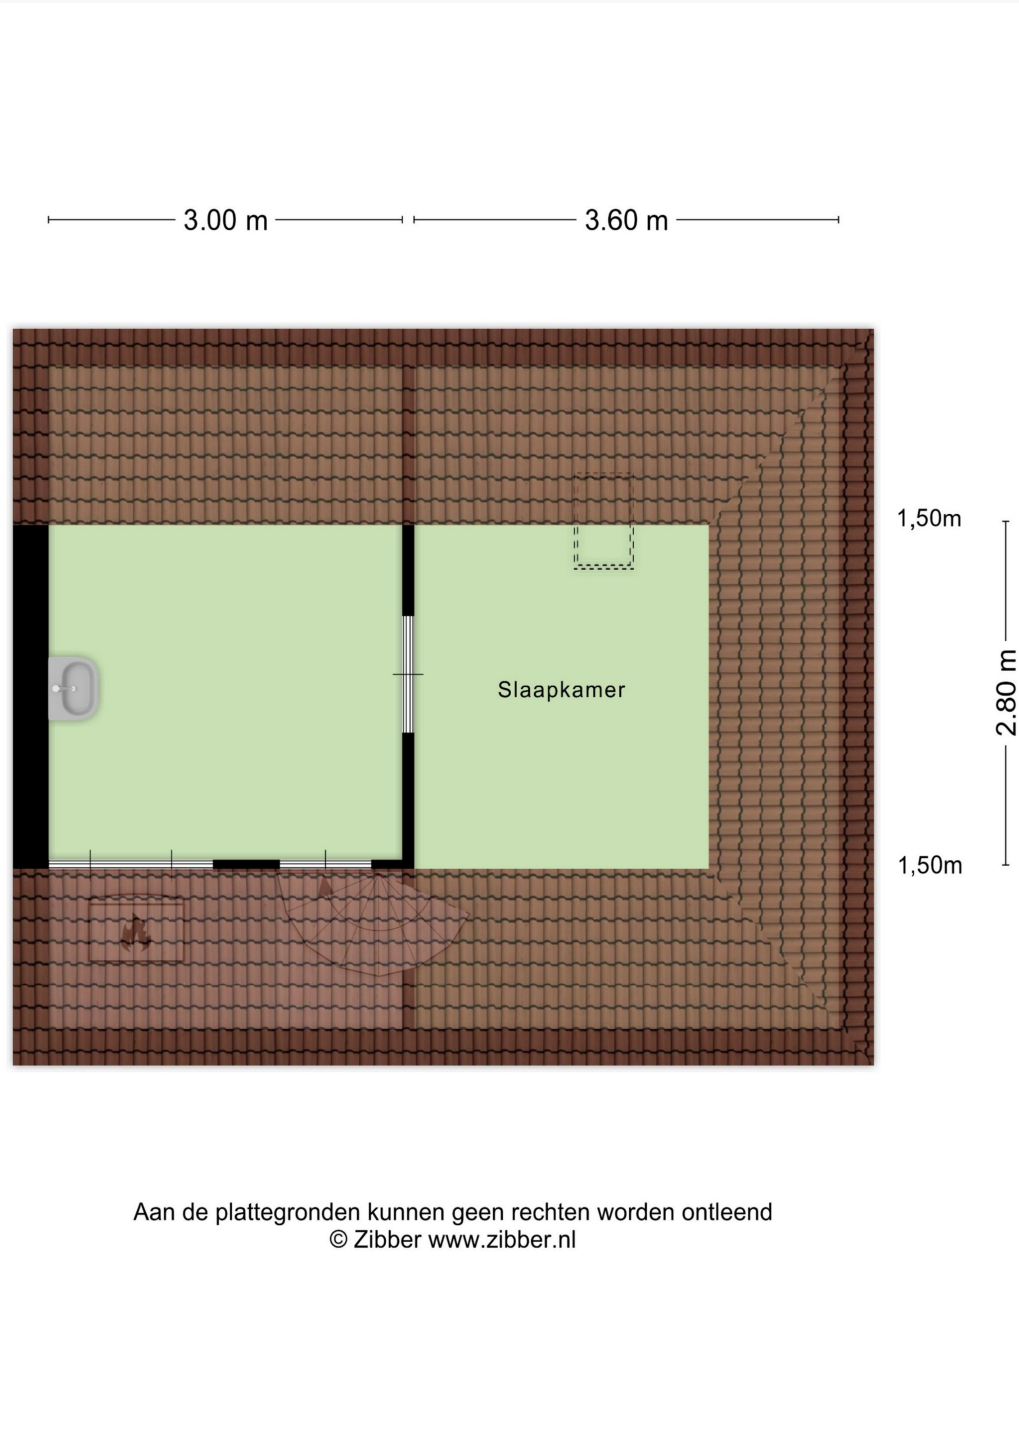 3.00 m 3.60 m
1,50m
Slaapkamer
2.80 m
1,50m
Aan de plattegronden kunnen geen rechten worden ontleend
© Zibber www.zibber.nl